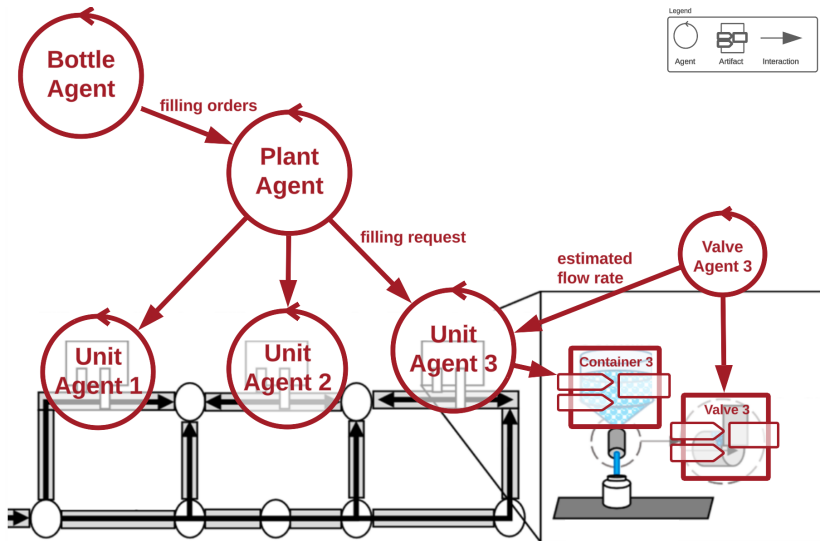 Legend
Agent
Artifact
Interaction
Bottle
Agent
filling orders
Plant
Agent
filling request
estimated
flow rate
Valve
Agent 3
Unit
Agent 1
Unit
Agent 2
Unit
Agent 3
Container 3
Valve 3